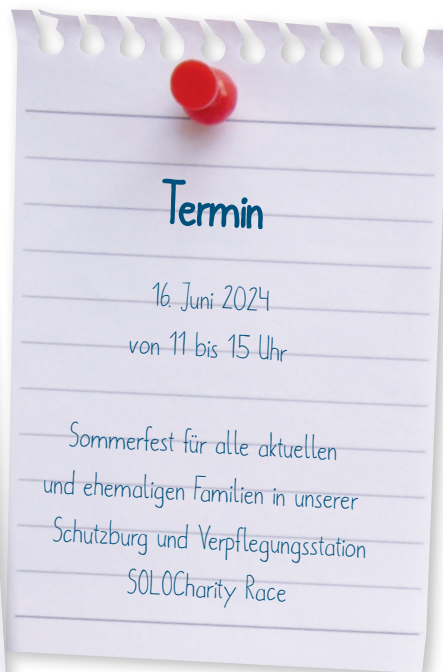 Termin
16. Juni 2024
von 11 bis 15 Uhr
Sommerfest für alle aktuellen
und ehemaligen Familien in unserer
Schutzburg und Verpflegungsstation
SOLOCharity Race